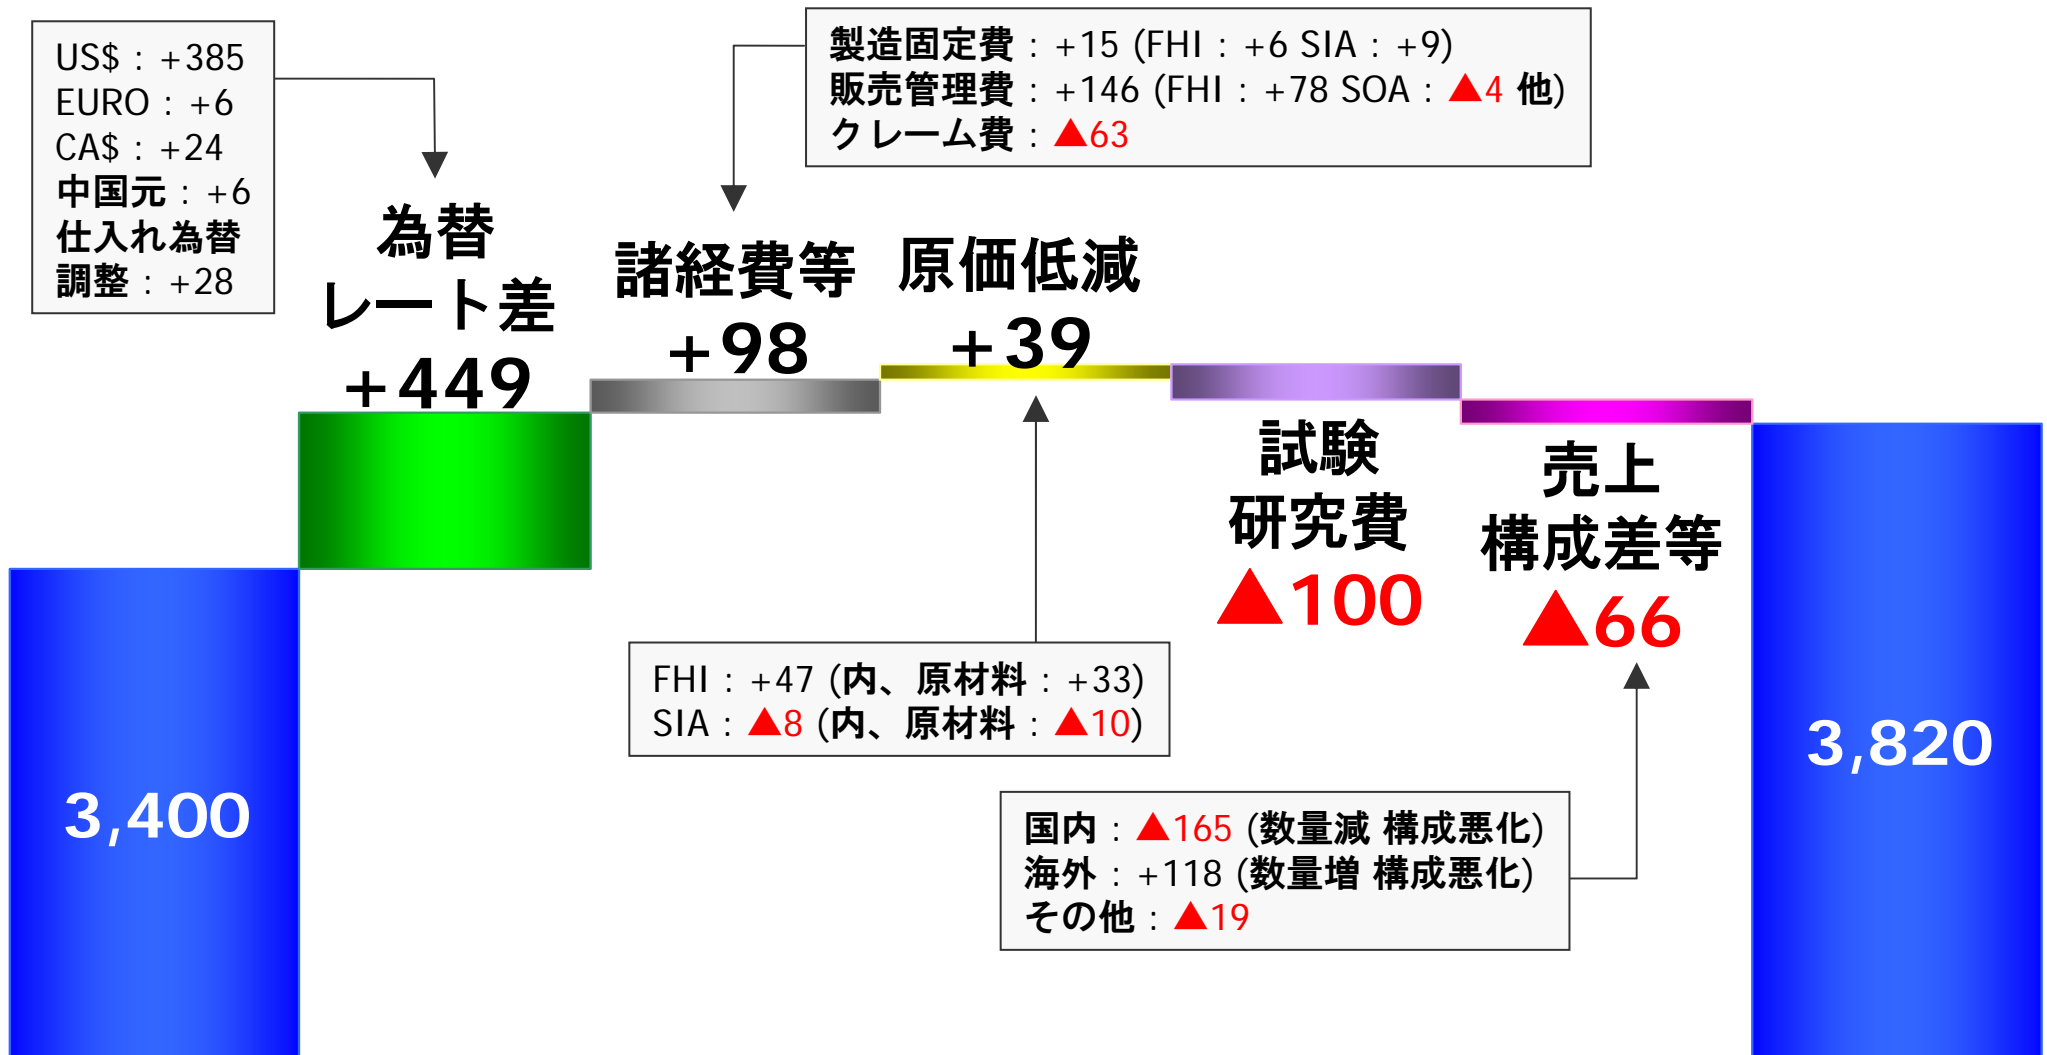 US$ : +385
EURO : +6
CA$ : +24
中国元 : +6
仕入れ為替
調整 : +28
製造固定費 : +15 (FHI : +6 SIA : +9)
販売管理費 : +146 (FHI : +78 SOA : ▲4 他)
クレーム費 : ▲63
為替
レート差
+449
諸経費等
+98
原価低減
+39
試験
研究費
▲100
売上
構成差等
▲66
FHI : +47 (内、原材料 : +33)
SIA : ▲8 (内、原材料 : ▲10)
国内 : ▲165 (数量減 構成悪化)
海外 : +118 (数量増 構成悪化)
その他 : ▲19
3,400
3,820